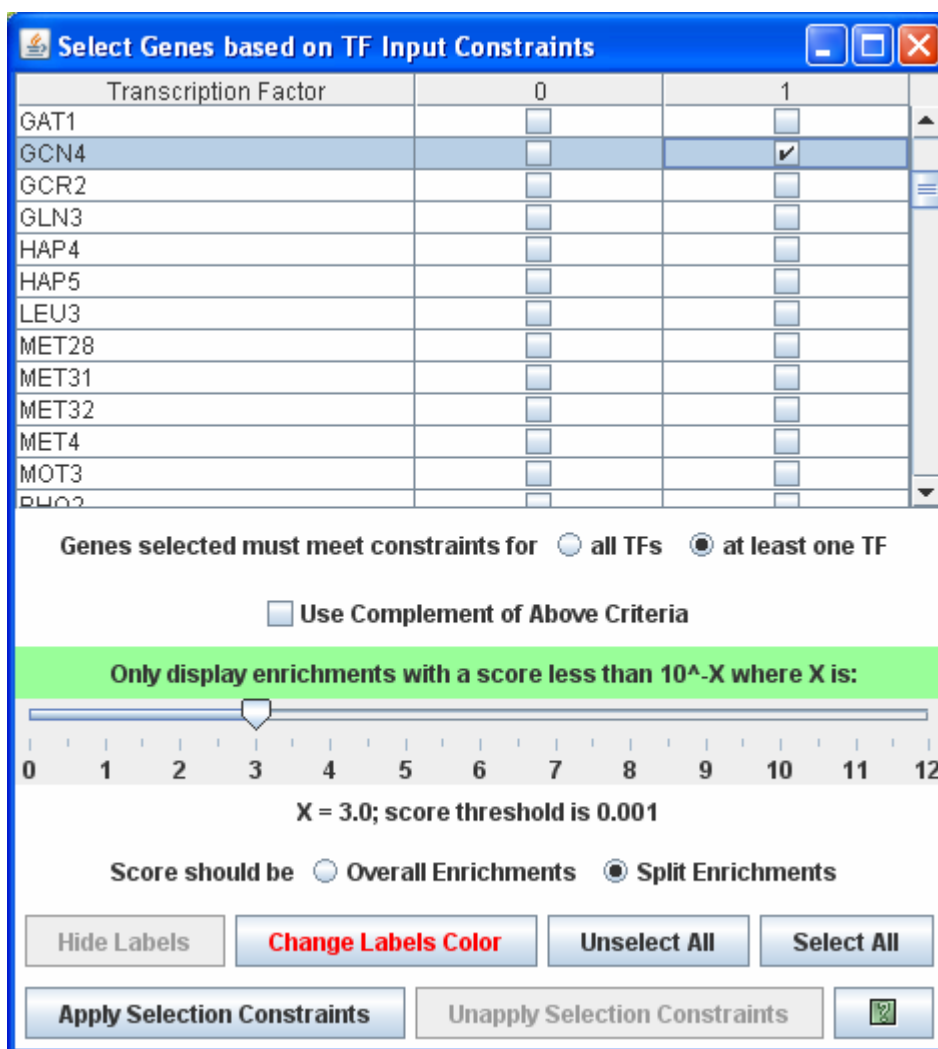 Select Genes based on TF Input Constraints
Transcription Factor 0 1
GAT1
GCN4
GCR2
GLN3
HAP4
HAP5
LEU3
MET28
MET31
MET32
MET4
MOT3
Genes selected must meet constraints for all TFs at least one TF
Use Complement of Above Criteria
Only display enrichments with a score less than 10^-X where X is:
0 1 2 3 4 5 6 7 8 9 10 11 12
X = 3.0; score threshold is 0.001
Score should be Overall Enrichments Split Enrichments
Hide Labels Change Labels Color Unselect All Select All
Apply Selection Constraints Unapply Selection Constraints ?